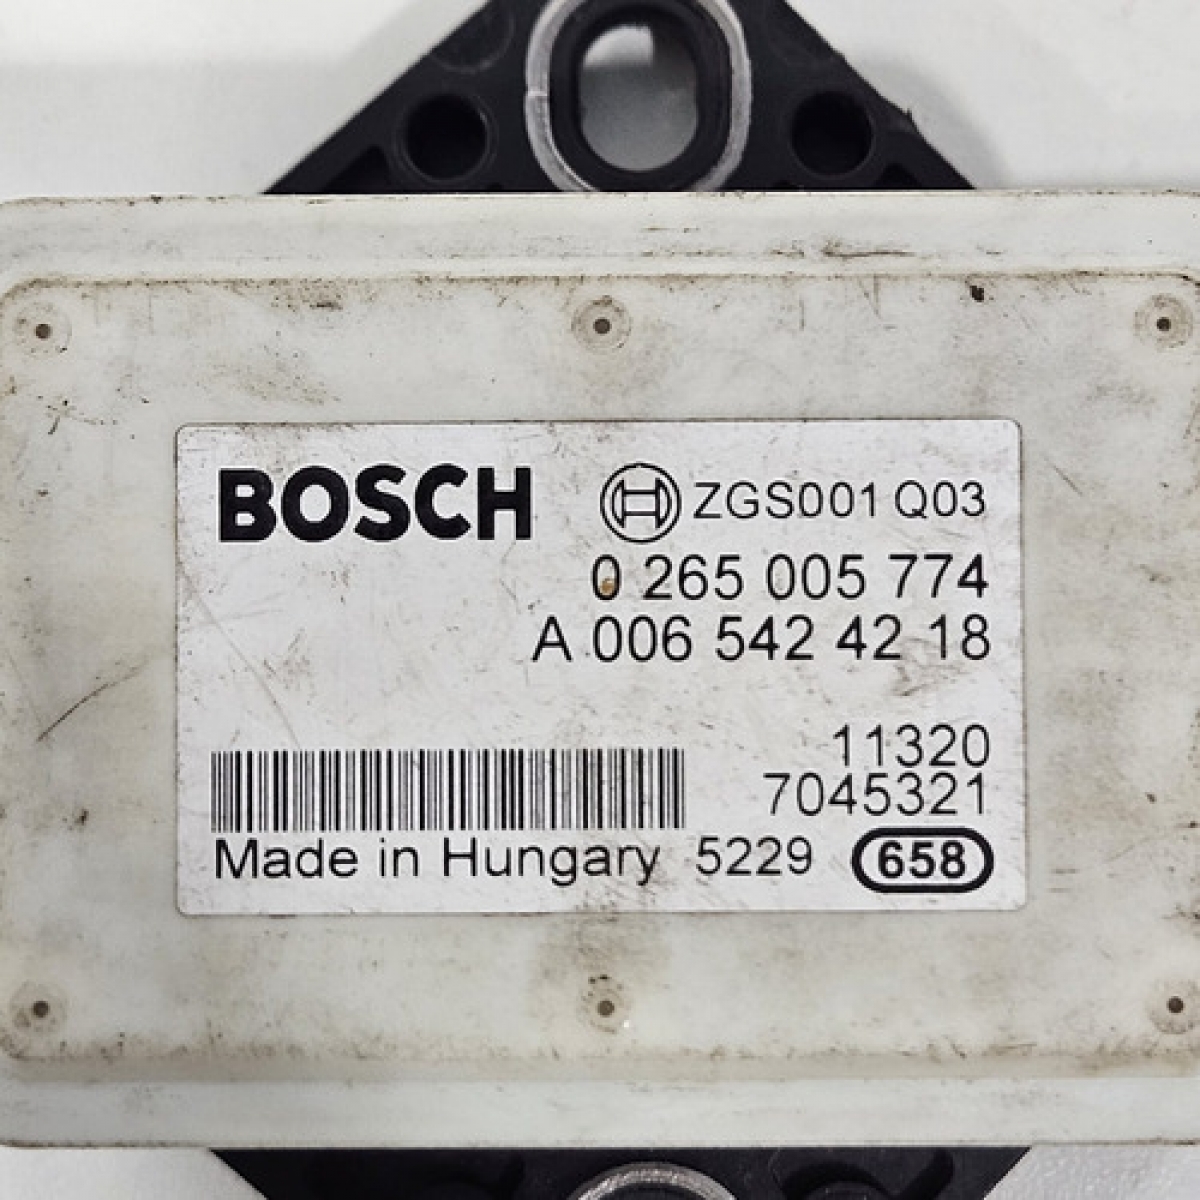 BOSCH ZGS001 Q03
0 265 005 774
A 006 542 42 18
11320
7045321
Made in Hungary 5229 658